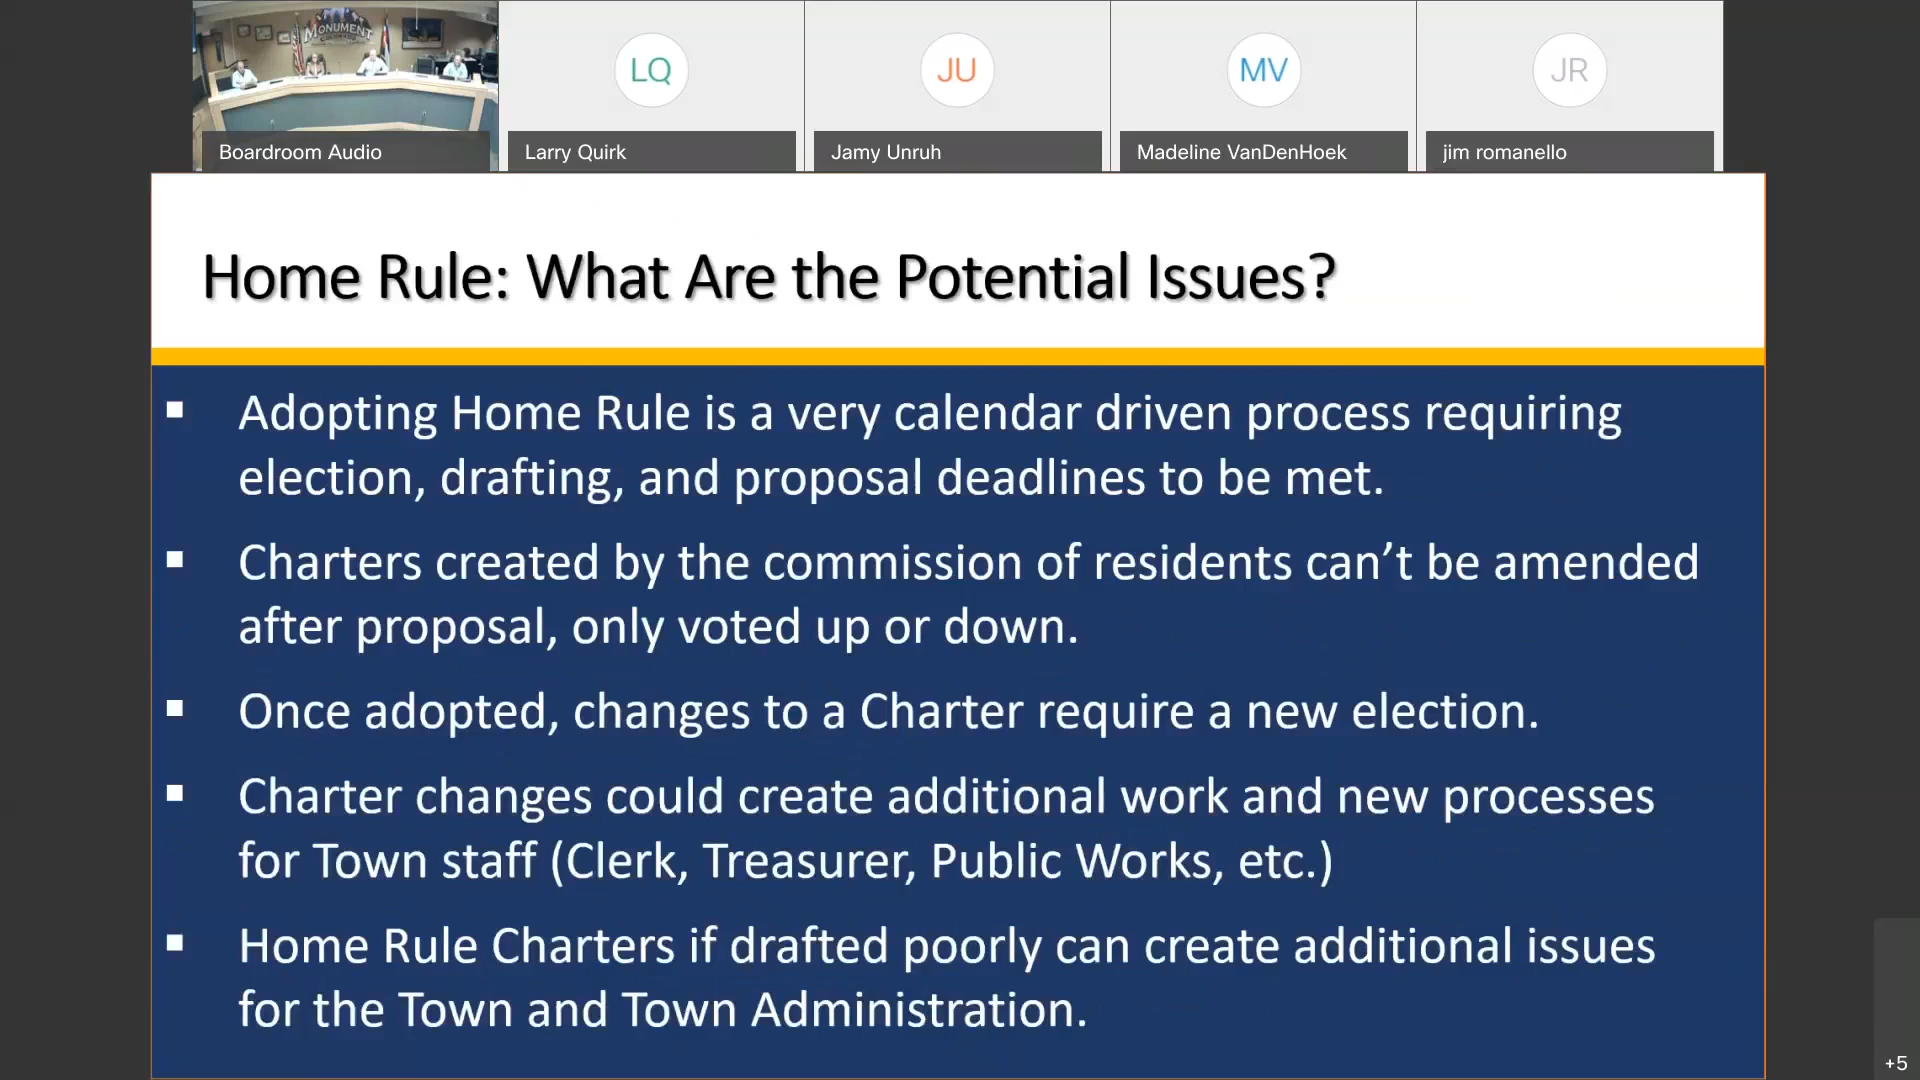 MONUMENT
LQ
JU
MV
JR
Boardroom Audio
Larry Quirk
Jamy Unruh
Madeline VanDenHoek
jim romanello
Home Rule: What Are the Potential Issues?
▪ Adopting Home Rule is a very calendar driven process requiring
election, drafting, and proposal deadlines to be met.
▪ Charters created by the commission of residents can’t be amended
after proposal, only voted up or down.
▪ Once adopted, changes to a Charter require a new election.
▪ Charter changes could create additional work and new processes
for Town staff (Clerk, Treasurer, Public Works, etc.)
▪ Home Rule Charters if drafted poorly can create additional issues
for the Town and Town Administration.
+5